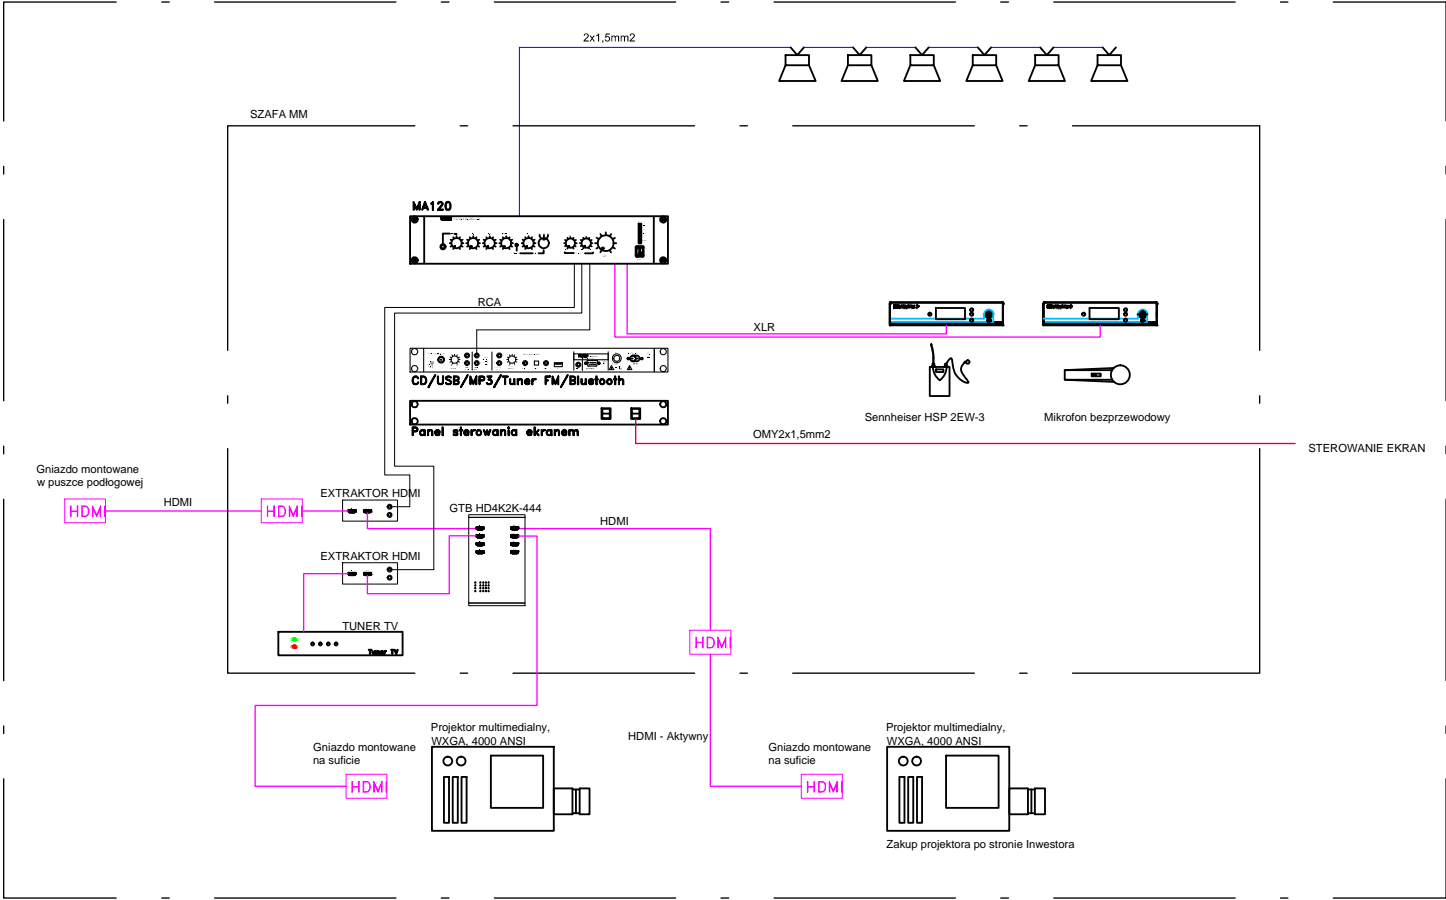 2x1,5mm2
SZAFA MM
MA120
RCA
XLR
CD/USB/MP3/Tuner FM/Bluetooth
Sennheiser HSP 2EW-3
Mikrofon bezprzewodowy
Panel sterowania ekranem
OMY2x1,5mm2
STEROWANIE EKRAN
Gniazdo montowane
w puszce podłogowej
HDMI
HDMI
HDMI
EXTRAKTOR HDMI
GTB HD4K2K-444
HDMI
EXTRAKTOR HDMI
TUNER TV
Tuner TV
HDMI
Projektor multimedialny,
WXGA, 4000 ANSI
Gniazdo montowane
na suficie
HDMI
HDMI - Aktywny
Projektor multimedialny,
WXGA, 4000 ANSI
Gniazdo montowane
na suficie
HDMI
Zakup projektora po stronie Inwestora